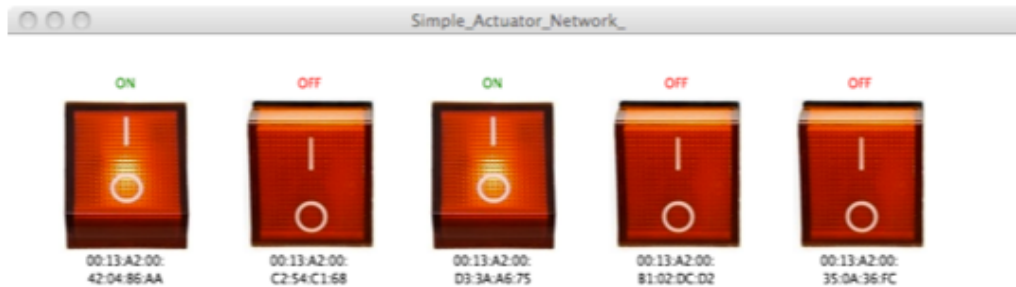 Simple_Actuator_Network_
ON OFF ON OFF OFF
00:13:A2:00: 00:13:A2:00: 00:13:A2:00: 00:13:A2:00: 00:13:A2:00:
42:04:86:AA C2:54:C1:68 D3:3A:A6:75 B1:02:DC:D2 35:0A:36:FC